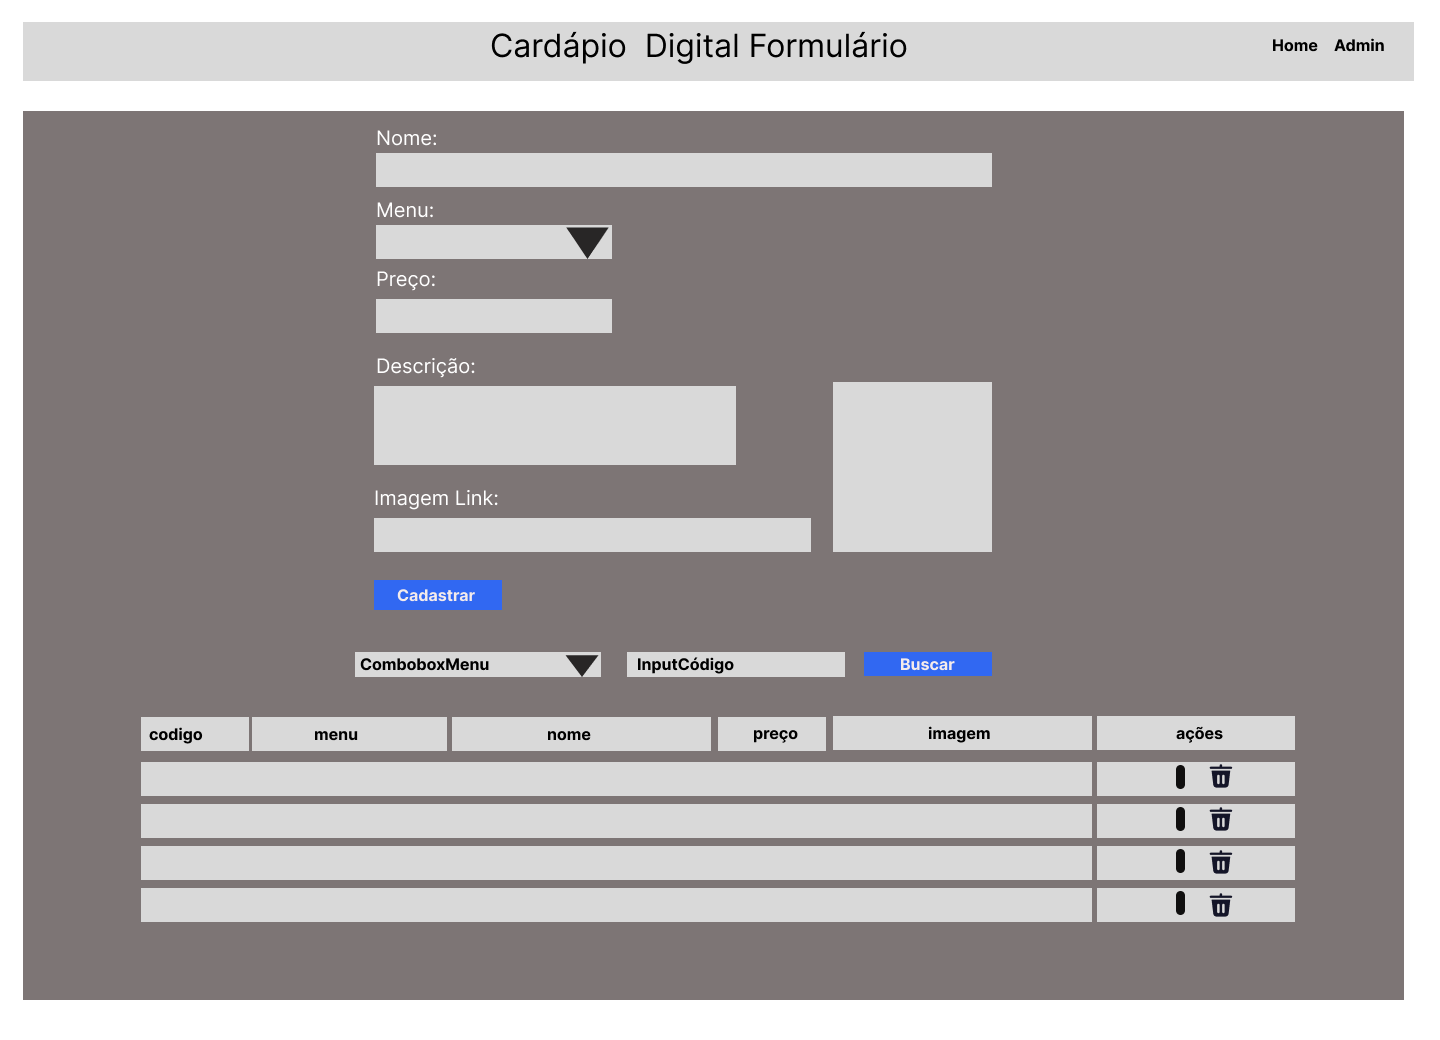 Cardápio  Digital Formulário
Home Admin
Nome:
Menu:
Preço:
Descrição:
Imagem Link:
Cadastrar
ComboboxMenu InputCódigo Buscar
codigo menu nome preço imagem ações